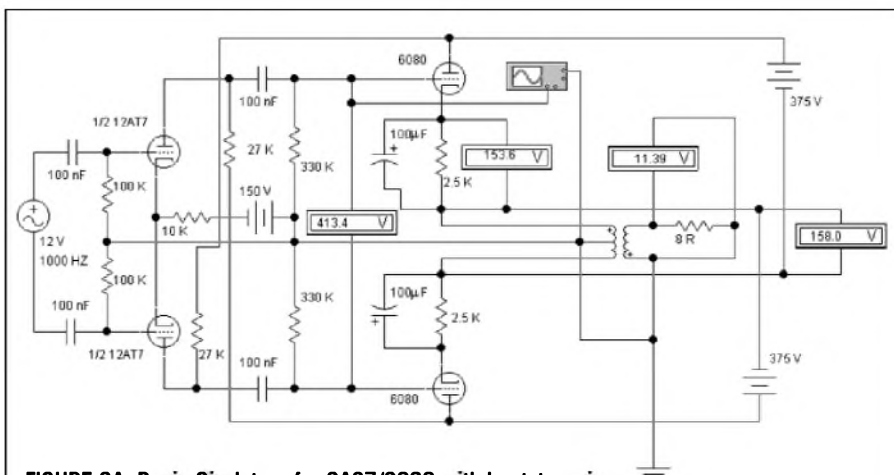 6080
100 nF
1/2 12AT7
27 K
330 K
100µF
+
153.6 V
2.5 K
11.39 V
375 V
100 nF
100 K
150 V
10 K
413.4 V
8 R
158.0 V
12 V
1000 HZ
100 K
100 nF
330 K
100µF
+
2.5 K
1/2 12AT7
27 K
100 nF
6080
375 V